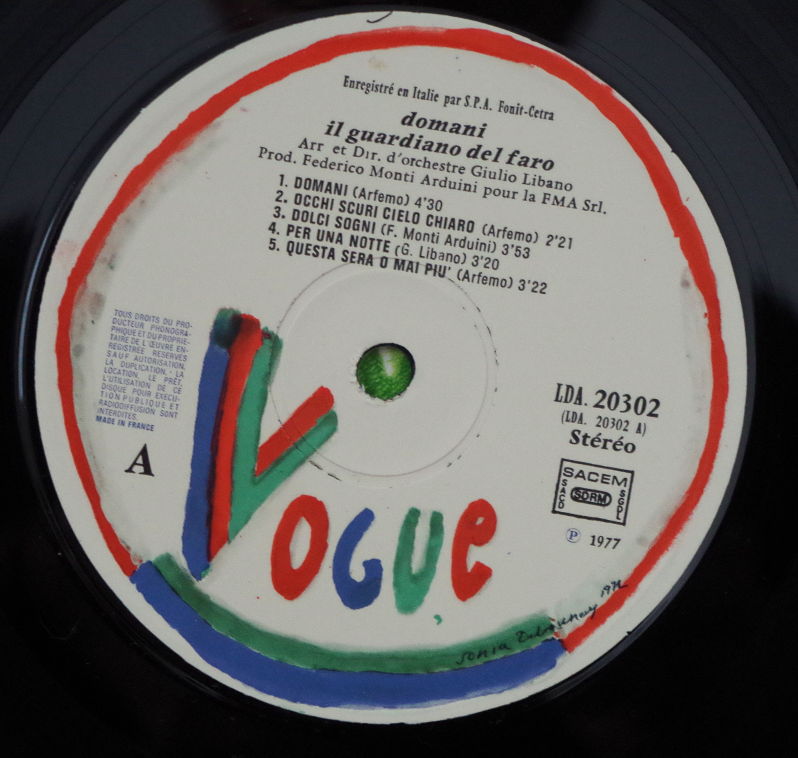 Enregistré en Italie par S.P.A. Fonit-Cetra
domani
il guardiano del faro
Arr et Dir. d'orchestre Giulio Libano
Prod. Federico Monti Arduini pour la FMA Srl.
1. DOMANI (Arfemo) 4'30
2. OCCHI SCURI CIELO CHIARO (Arfemo) 2'21
3. DOLCI SOGNI (F. Monti Arduini) 3'53
4. PER UNA NOTTE (G. Libano) 3'20
5. QUESTA SERA O MAI PIU' (Arfemo) 3'22
TOUS DROITS DU PRO-
DUCTEUR PHONOGRA-
PHIQUE ET DU PROPRIE-
TAIRE DE L'ŒUVRE EN-
REGISTREE RESERVES
SAUF AUTORISATION,
LA DUPLICATION, LA
LOCATION, LE PRÊT,
L'UTILISATION DE CE
DISQUE POUR EXECU-
TION PUBLIQUE ET
RADIODIFFUSION SONT
INTERDITES.
MADE IN FRANCE
A
LDA. 20302
(LDA. 20302 A)
Stéréo
SACEM
SACD
SDRM
SGDL
Ⓟ 1977
VOGUE
Sonia Delaunay